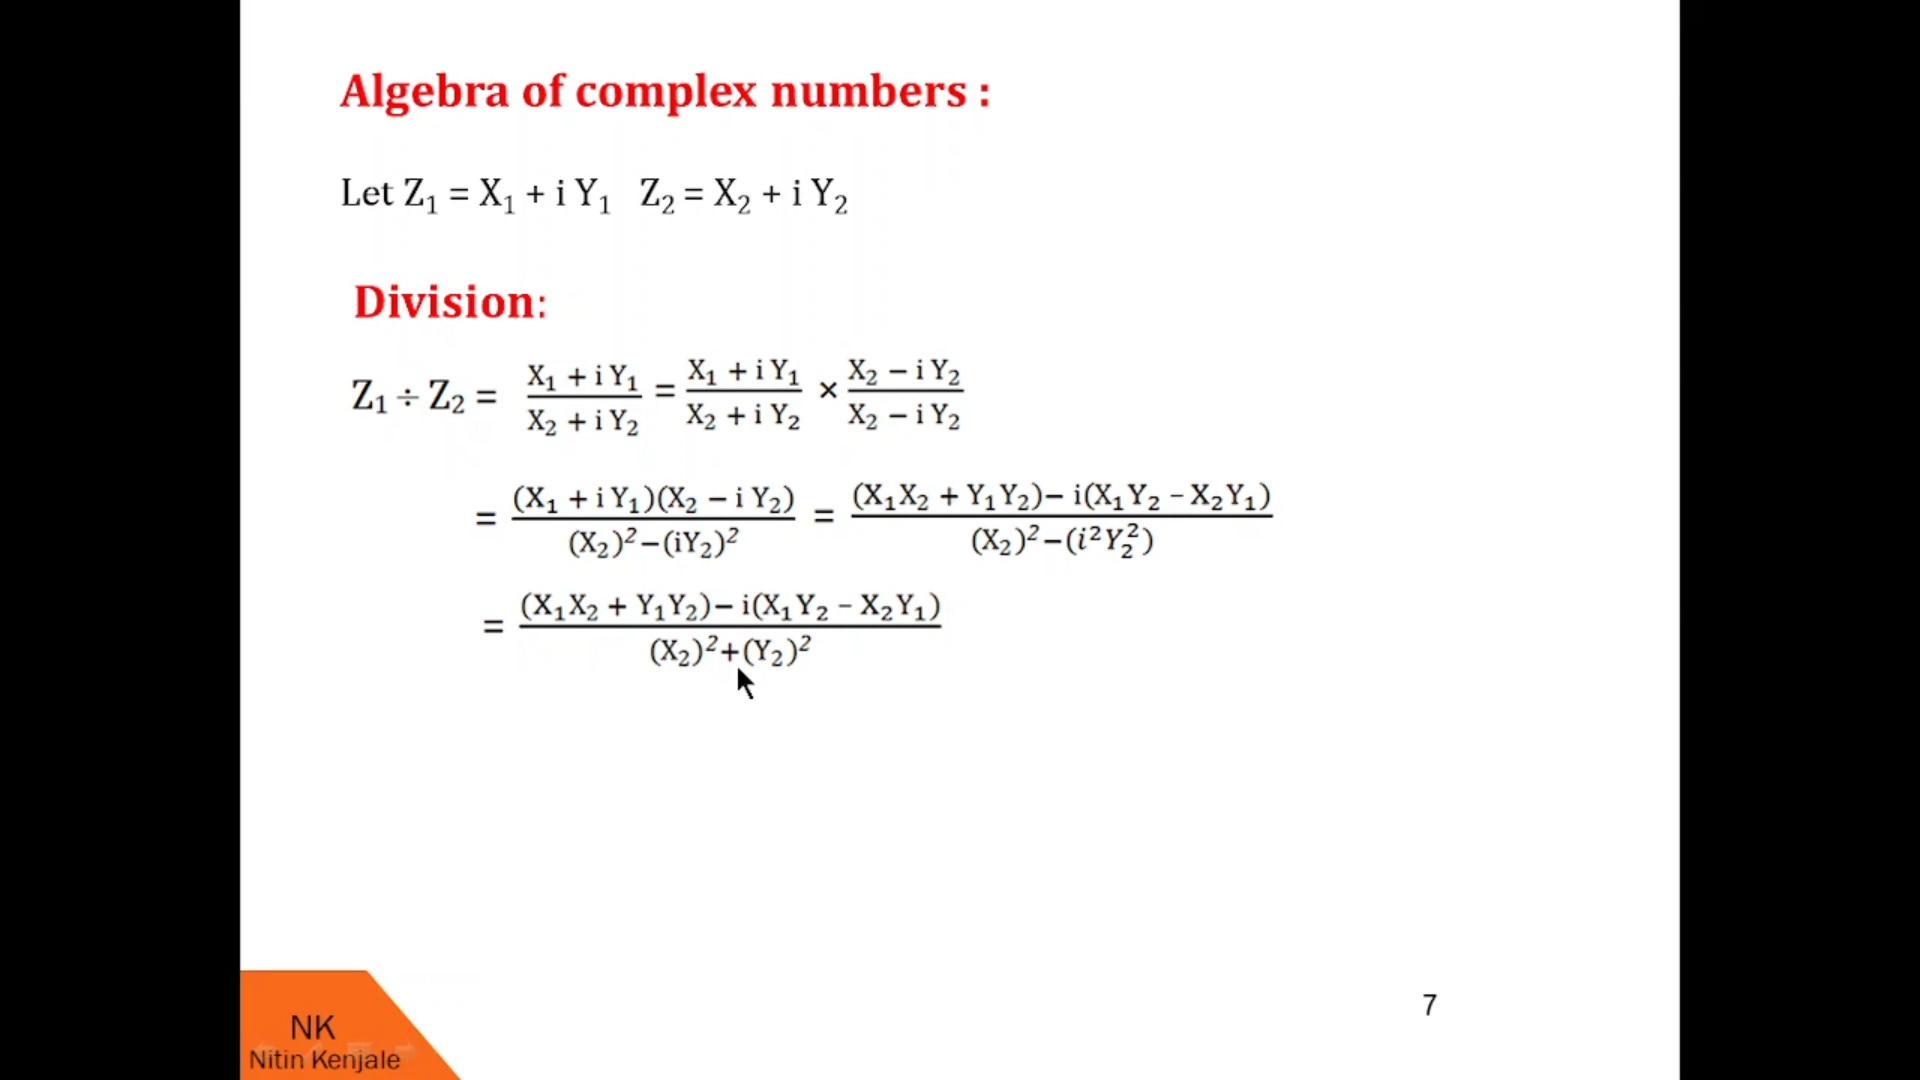 Algebra of complex numbers :
Let Z₁ = X₁ + i Y₁ Z₂ = X₂ + i Y₂
Division:
Z₁ ÷ Z₂ = (X₁ + i Y₁)/(X₂ + i Y₂) = (X₁ + i Y₁)/(X₂ + i Y₂) × (X₂ − i Y₂)/(X₂ − i Y₂)
= ((X₁ + i Y₁)(X₂ − i Y₂))/((X₂)²−(iY₂)²) = ((X₁X₂ + Y₁Y₂)− i(X₁Y₂ - X₂Y₁))/((X₂)²−(i²Y₂²))
= ((X₁X₂ + Y₁Y₂)− i(X₁Y₂ - X₂Y₁))/((X₂)²+(Y₂)²)
NK
Nitin Kenjale
7